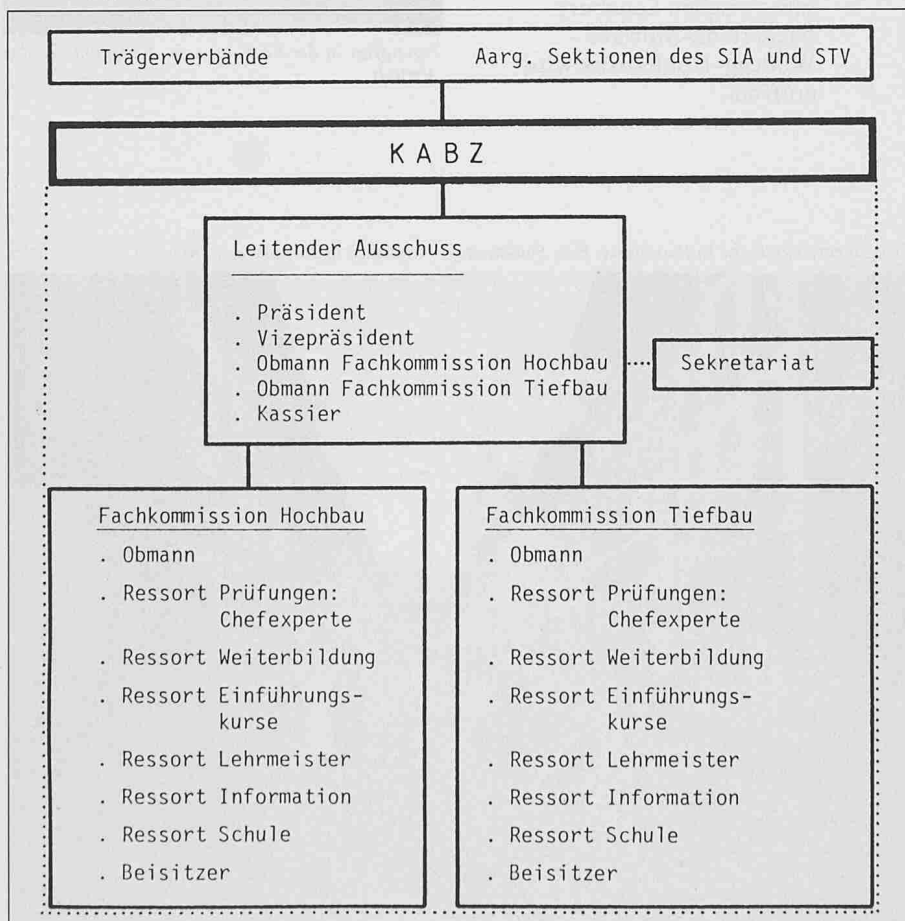 Trägerverbände Aarg. Sektionen des SIA und STV
K A B Z
Leitender Ausschuss
. Präsident
. Vizepräsident
. Obmann Fachkommission Hochbau
. Obmann Fachkommission Tiefbau
. Kassier
Sekretariat
Fachkommission Hochbau
. Obmann
. Ressort Prüfungen:
Chefexperte
. Ressort Weiterbildung
. Ressort Einführungs-
kurse
. Ressort Lehrmeister
. Ressort Information
. Ressort Schule
. Beisitzer
Fachkommission Tiefbau
. Obmann
. Ressort Prüfungen:
Chefexperte
. Ressort Weiterbildung
. Ressort Einführungs-
kurse
. Ressort Lehrmeister
. Ressort Information
. Ressort Schule
. Beisitzer